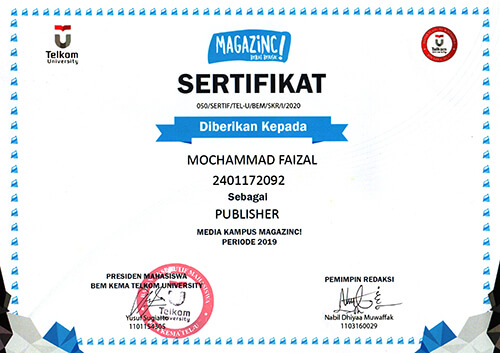 Telkom
University
MAGAZINC!
SERTIFIKAT
050/SERTIF/TEL-U/BEM/SKR/I/2020
Diberikan Kepada
MOCHAMMAD FAIZAL
2401172092
Sebagai
PUBLISHER
MEDIA KAMPUS MAGAZINC!
PERIODE 2019
PRESIDEN MAHASISWA
BEM KEMA TELKOM UNIVERSITY
Telkom
University
Yusuf Sugiarto
1101154305
PEMIMPIN REDAKSI
Nabil Dhiyaa Muwaffak
1103160029